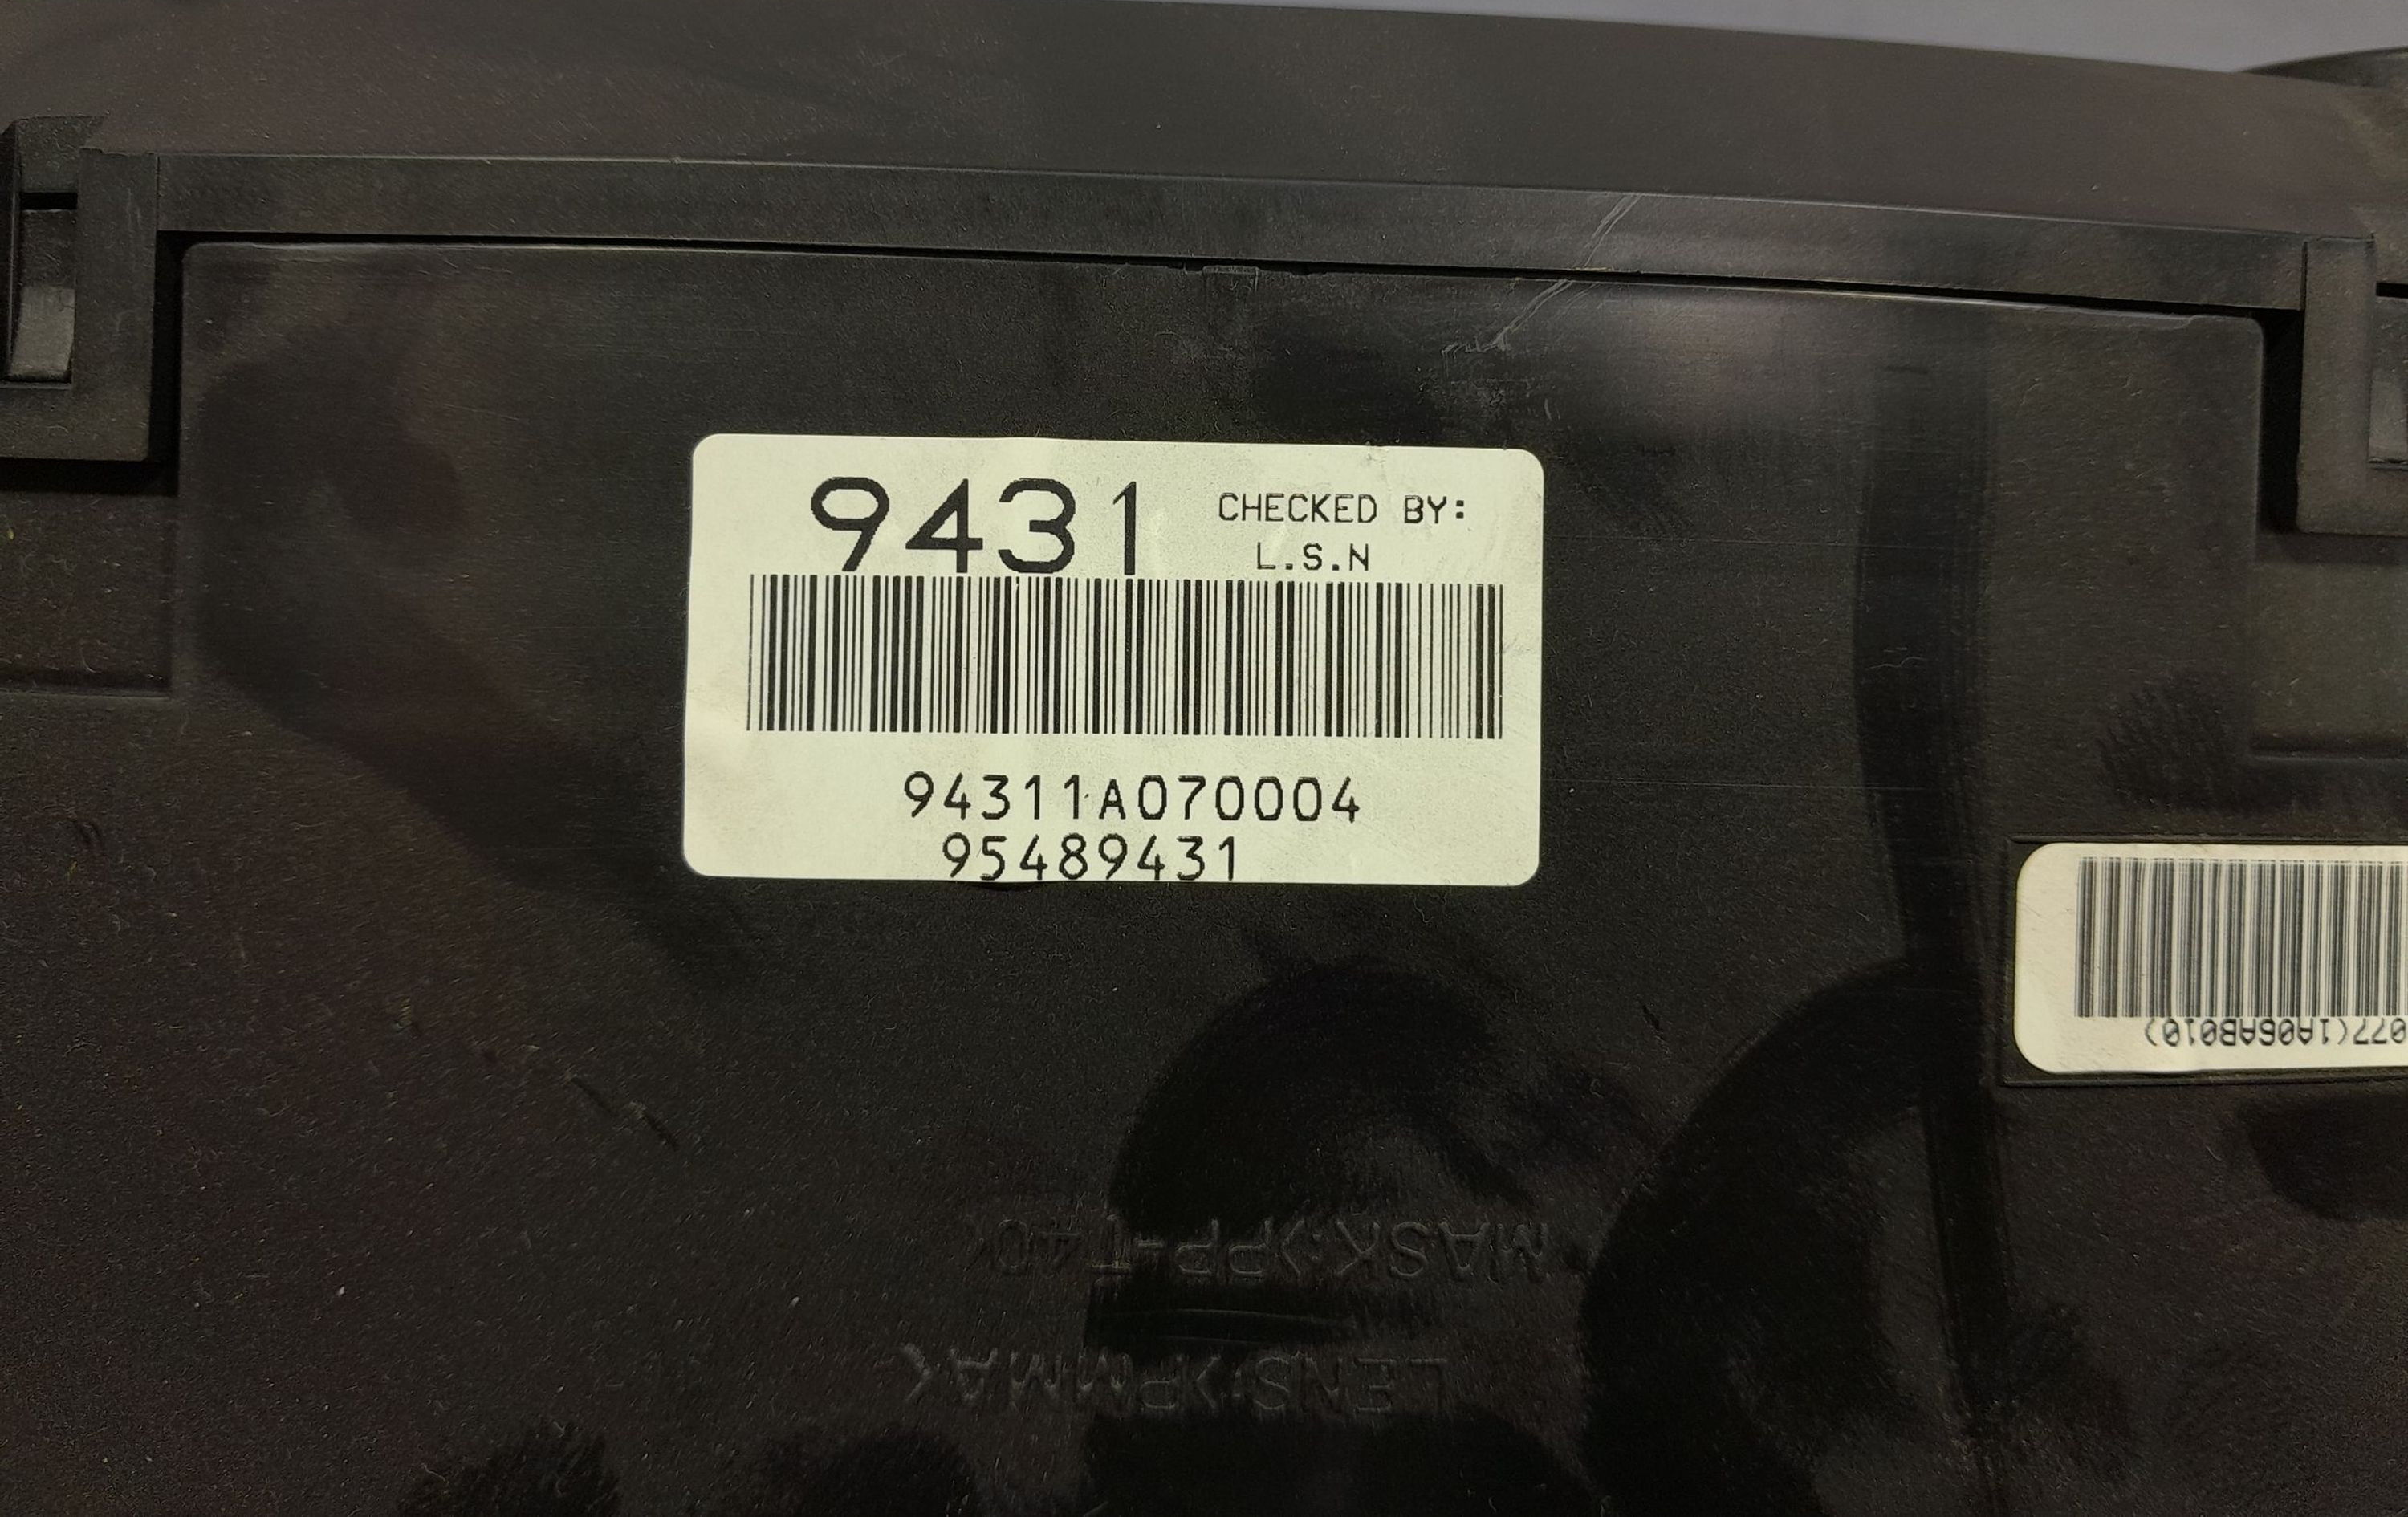 9431 CHECKED BY:
L.S.N
94311A070004
95489431
077(1A06AB010)
MASK:>PP-T40<
LENS:>PMMA<